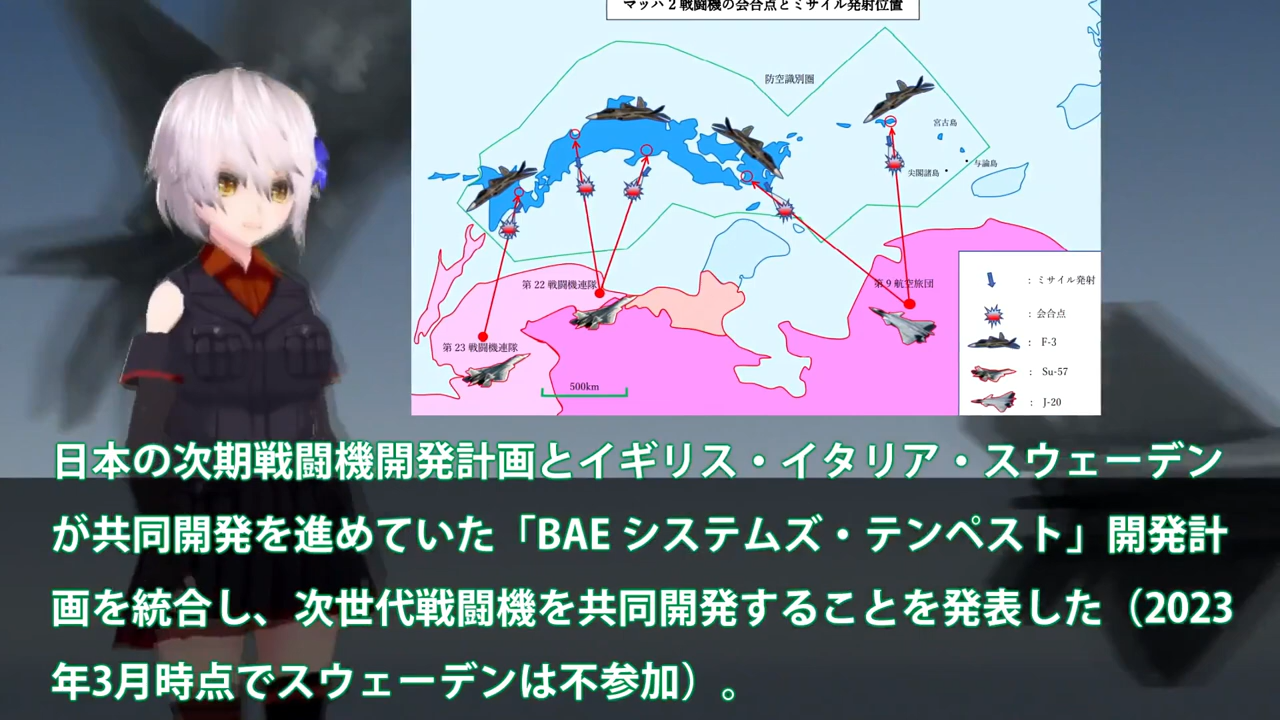 マッハ2戦闘機の会合点とミサイル発射位置
防空識別圏
宮古島
与論島
尖閣諸島
第22戦闘機連隊
第9航空旅団
第23戦闘機連隊
500km
：ミサイル発射
：会合点
：F-3
：Su-57
：J-20
日本の次期戦闘機開発計画とイギリス・イタリア・スウェーデン
が共同開発を進めていた「BAEシステムズ・テンペスト」開発計
画を統合し、次世代戦闘機を共同開発することを発表した（2023
年3月時点でスウェーデンは不参加）。